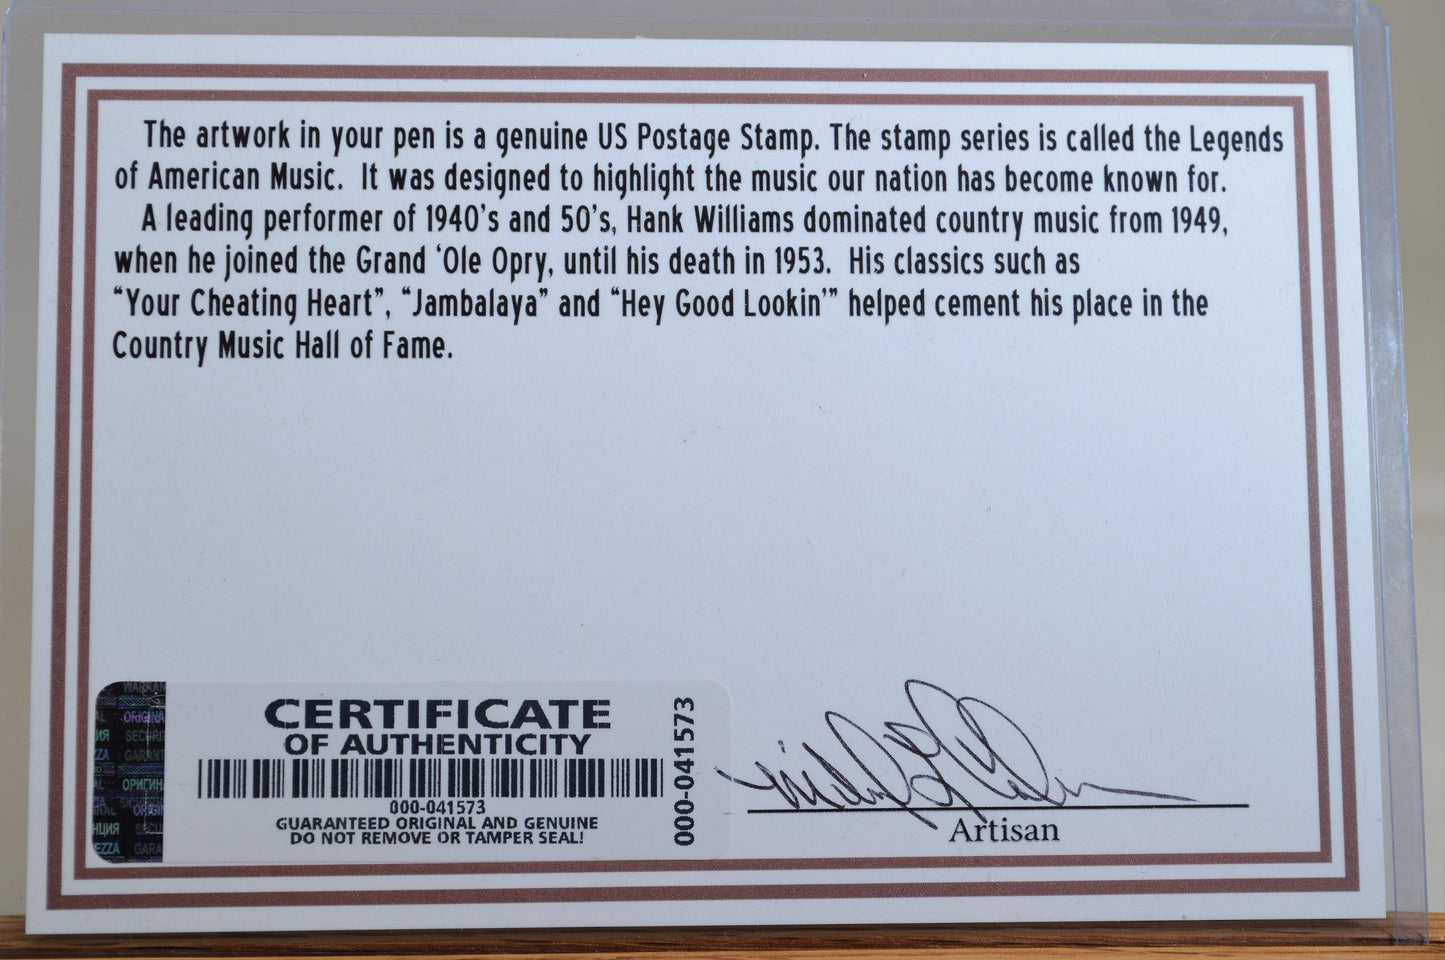 The artwork in your pen is a genuine US Postage Stamp. The stamp series is called the Legends
of American Music. It was designed to highlight the music our nation has become known for.
A leading performer of 1940's and 50's, Hank Williams dominated country music from 1949,
when he joined the Grand ‘Ole Opry, until his death in 1953. His classics such as
“Your Cheating Heart”, “Jambalaya” and “Hey Good Lookin'” helped cement his place in the
Country Music Hall of Fame.
CERTIFICATE
OF AUTHENTICITY
000-041573
GUARANTEED ORIGINAL AND GENUINE
DO NOT REMOVE OR TAMPER SEAL!
000-041573
Artisan